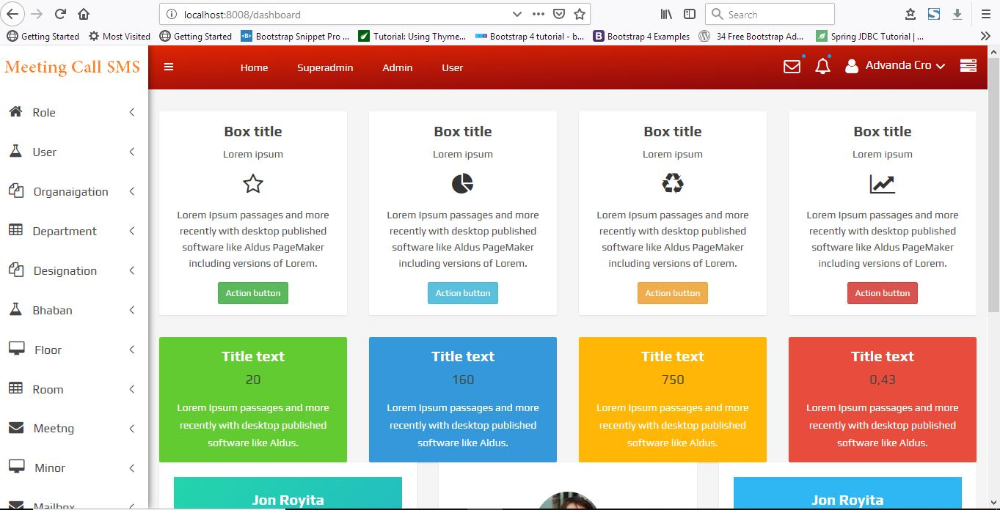 localhost:8008/dashboard
Search
Getting Started
Most Visited
Getting Started
Bootstrap Snippet Pro ...
Tutorial: Using Thyme...
Bootstrap 4 tutorial - b...
Bootstrap 4 Examples
34 Free Bootstrap Ad...
Spring JDBC Tutorial | ...
Meeting Call SMS
Home
Superadmin
Admin
User
Advanda Cro
Role
User
Organaigation
Department
Designation
Bhaban
Floor
Room
Meetng
Minor
Mailbox
Box title
Lorem ipsum
Lorem Ipsum passages and more
recently with desktop published
software like Aldus PageMaker
including versions of Lorem.
Action button
Box title
Lorem ipsum
Lorem Ipsum passages and more
recently with desktop published
software like Aldus PageMaker
including versions of Lorem.
Action button
Box title
Lorem ipsum
Lorem Ipsum passages and more
recently with desktop published
software like Aldus PageMaker
including versions of Lorem.
Action button
Box title
Lorem ipsum
Lorem Ipsum passages and more
recently with desktop published
software like Aldus PageMaker
including versions of Lorem.
Action button
Title text
20
Lorem Ipsum passages and more
recently with desktop published
software like Aldus.
Title text
160
Lorem Ipsum passages and more
recently with desktop published
software like Aldus.
Title text
750
Lorem Ipsum passages and more
recently with desktop published
software like Aldus.
Title text
0,43
Lorem Ipsum passages and more
recently with desktop published
software like Aldus.
Jon Royita
Jon Royita